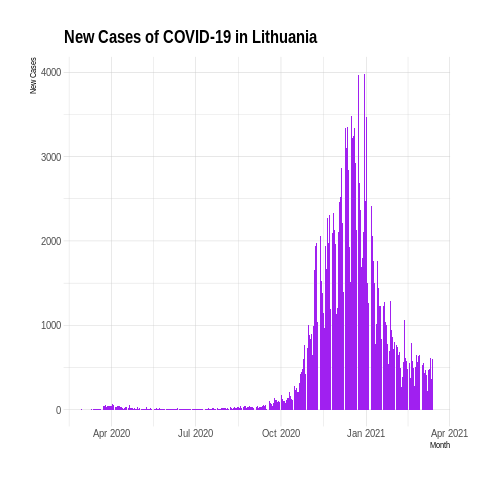 New Cases of COVID-19 in Lithuania
New Cases
4000
3000
2000
1000
0
Apr 2020 Jul 2020 Oct 2020 Jan 2021 Apr 2021
Month